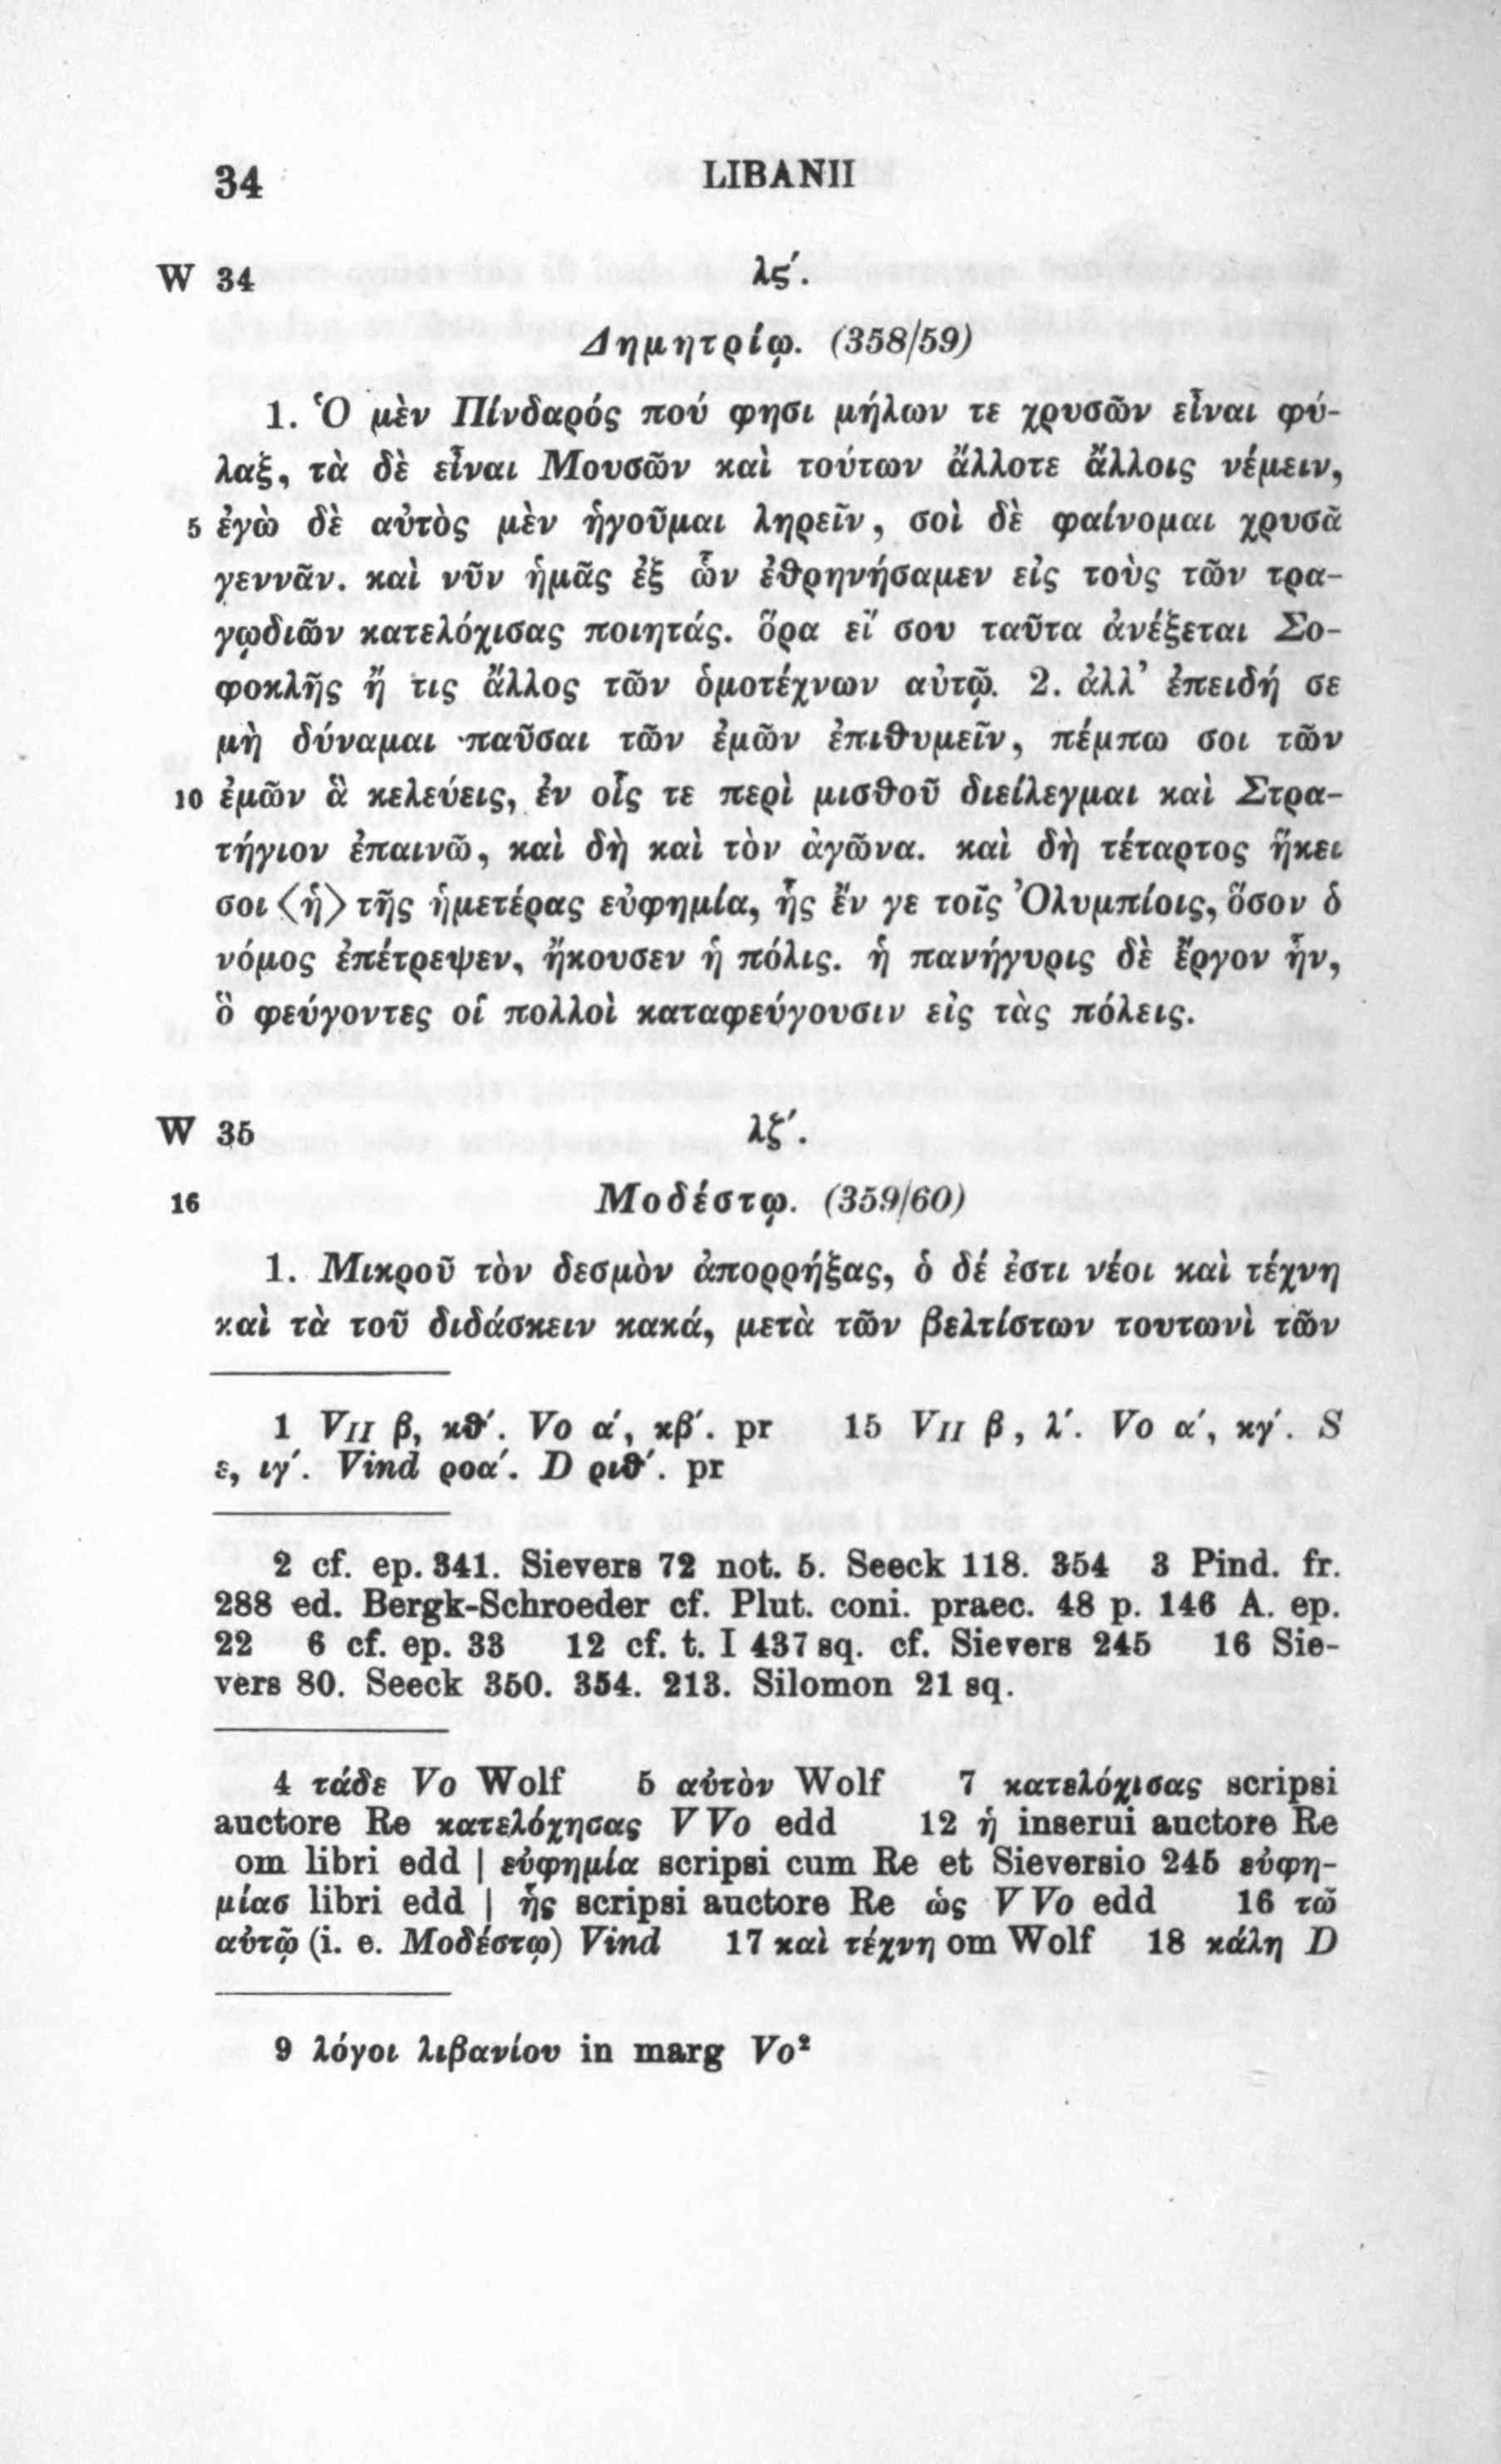 34 LIBANII
W 34 λς΄.
Δημητρίῳ. (358/59)
1. Ὁ μὲν Πίνδαρός πού φησι μήλων τε χρυσῶν εἶναι φύ-
λαξ, τὰ δὲ εἶναι Μουσῶν καὶ τούτων ἄλλοτε ἄλλοις νέμειν,
5 ἐγὼ δὲ αὐτὸς μὲν ἡγοῦμαι ληρεῖν, σοὶ δὲ φαίνομαι χρυσᾶ
γεννᾶν. καὶ νῦν ἡμᾶς ἐξ ὧν ἐθρηνήσαμεν εἰς τοὺς τῶν τρα-
γῳδιῶν κατελόχισας ποιητάς. ὅρα εἴ σου ταῦτα ἀνέξεται Σο-
φοκλῆς ἤ τις ἄλλος τῶν ὁμοτέχνων αὐτῷ. 2. ἀλλ’ ἐπειδή σε
μὴ δύναμαι παῦσαι τῶν ἐμῶν ἐπιθυμεῖν, πέμπω σοι τῶν
10 ἐμῶν ἃ κελεύεις, ἐν οἷς τε περὶ μισθοῦ διείλεγμαι καὶ Στρα-
τήγιον ἐπαινῶ, καὶ δὴ καὶ τὸν ἀγῶνα. καὶ δὴ τέταρτος ἥκει
σοι ⟨ἡ⟩ τῆς ἡμετέρας εὐφημία, ἧς ἔν γε τοῖς Ὀλυμπίοις, ὅσον ὁ
νόμος ἐπέτρεψεν, ἤκουσεν ἡ πόλις. ἡ πανήγυρις δὲ ἔργον ἦν,
ὃ φεύγοντες οἱ πολλοὶ καταφεύγουσιν εἰς τὰς πόλεις.
W 35 λζ΄.
16 Μοδέστῳ. (359/60)
1. Μικροῦ τὸν δεσμὸν ἀπορρήξας, ὁ δέ ἐστι νέοι καὶ τέχνη
καὶ τὰ τοῦ διδάσκειν κακά, μετὰ τῶν βελτίστων τουτωνὶ τῶν
1 VII β, κθ΄. Vo α΄, κβ΄. pr 15 VII β, λ΄. Vo α΄, κγ΄. S
ε, ιγ΄. Vind ροα΄. D ριθ΄. pr
2 cf. ep. 341. Sievers 72 not. 5. Seeck 118. 354 3 Pind. fr.
288 ed. Bergk-Schroeder cf. Plut. coni. praec. 48 p. 146 A. ep.
22 6 cf. ep. 33 12 cf. t. I 437 sq. cf. Sievers 245 16 Sie-
vers 80. Seeck 350. 354. 213. Silomon 21 sq.
4 τάδε Vo Wolf 5 αὐτὸν Wolf 7 κατελόχισας scripsi
auctore Re κατελόχησας V Vo edd 12 ἡ inserui auctore Re
om libri edd | εὐφημία scripsi cum Re et Sieversio 245 εὐφη-
μίας libri edd | ἧς scripsi auctore Re ὡς V Vo edd 16 τῶ
αὐτῷ (i. e. Μοδέστῳ) Vind 17 καὶ τέχνη om Wolf 18 κάλη D
9 λόγοι λιβανίου in marg Vo²